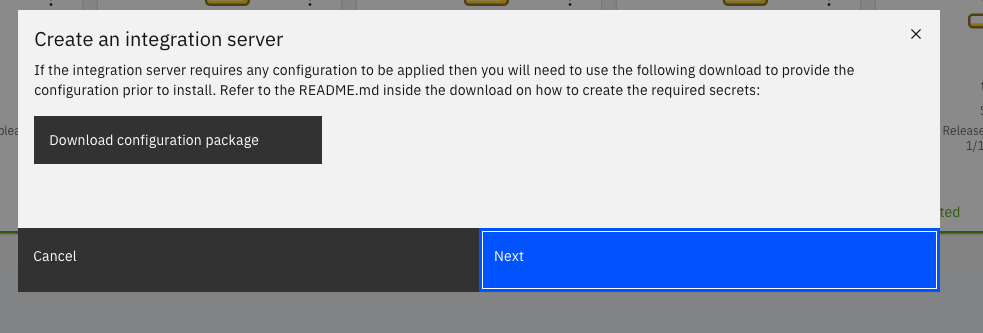 Create an integration server
If the integration server requires any configuration to be applied then you will need to use the following download to provide the
configuration prior to install. Refer to the README.md inside the download on how to create the required secrets:
Download configuration package
Release
1/1
Cancel
Next